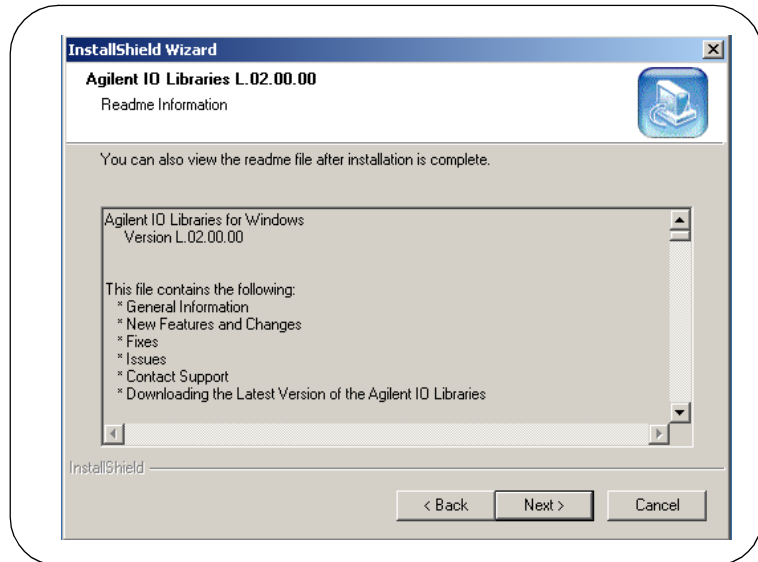 InstallShield Wizard
Agilent IO Libraries L.02.00.00
Readme Information
You can also view the readme file after installation is complete.
Agilent IO Libraries for Windows
Version L.02.00.00
This file contains the following:
* General Information
* New Features and Changes
* Fixes
* Issues
* Contact Support
* Downloading the Latest Version of the Agilent IO Libraries
InstallShield
< Back Next > Cancel